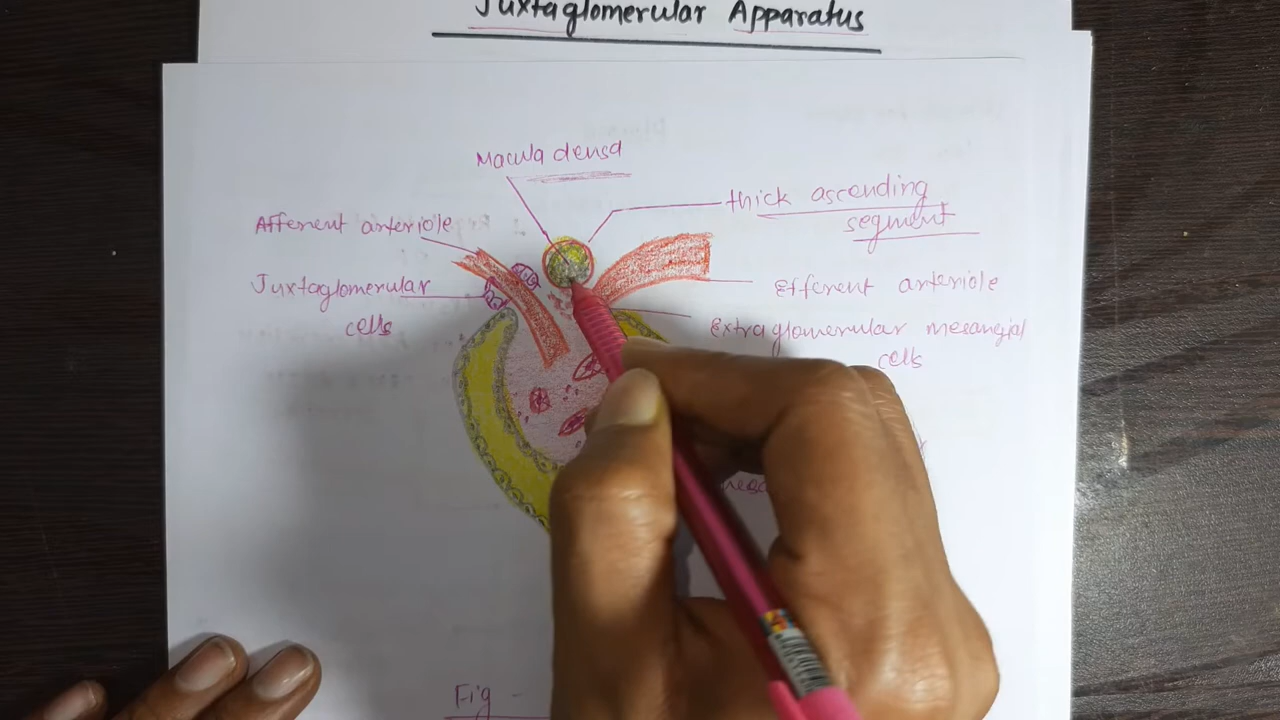 Juxtaglomerular Apparatus
Macula densa
thick ascending
segment
Afferent arteriole
Juxtaglomerular
cells
Efferent arteriole
Extraglomerular mesangial
cells
Fig -